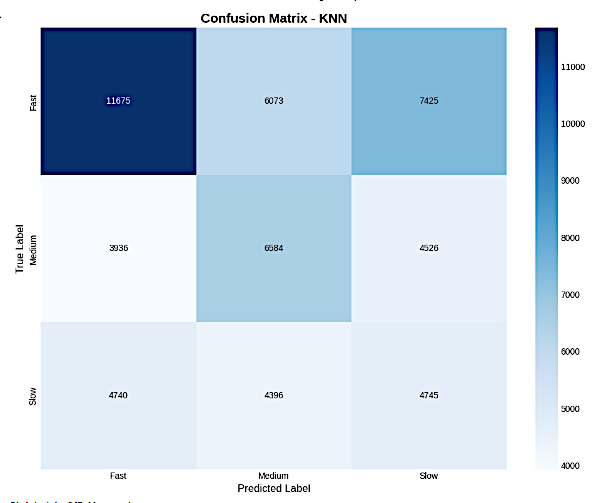 Confusion Matrix - KNN
Fast 11675 6073 7425
Medium 3936 6584 4526
Slow 4740 4396 4745
True Label
Fast Medium Slow
Predicted Label
11000
10000
9000
8000
7000
6000
5000
4000